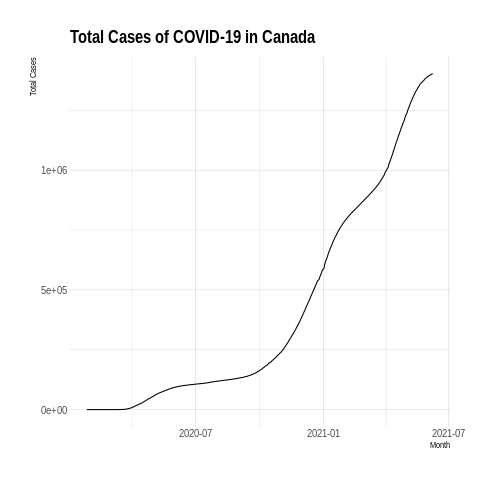 Total Cases of COVID-19 in Canada
Total Cases
1e+06
5e+05
0e+00
2020-07 2021-01 2021-07
Month